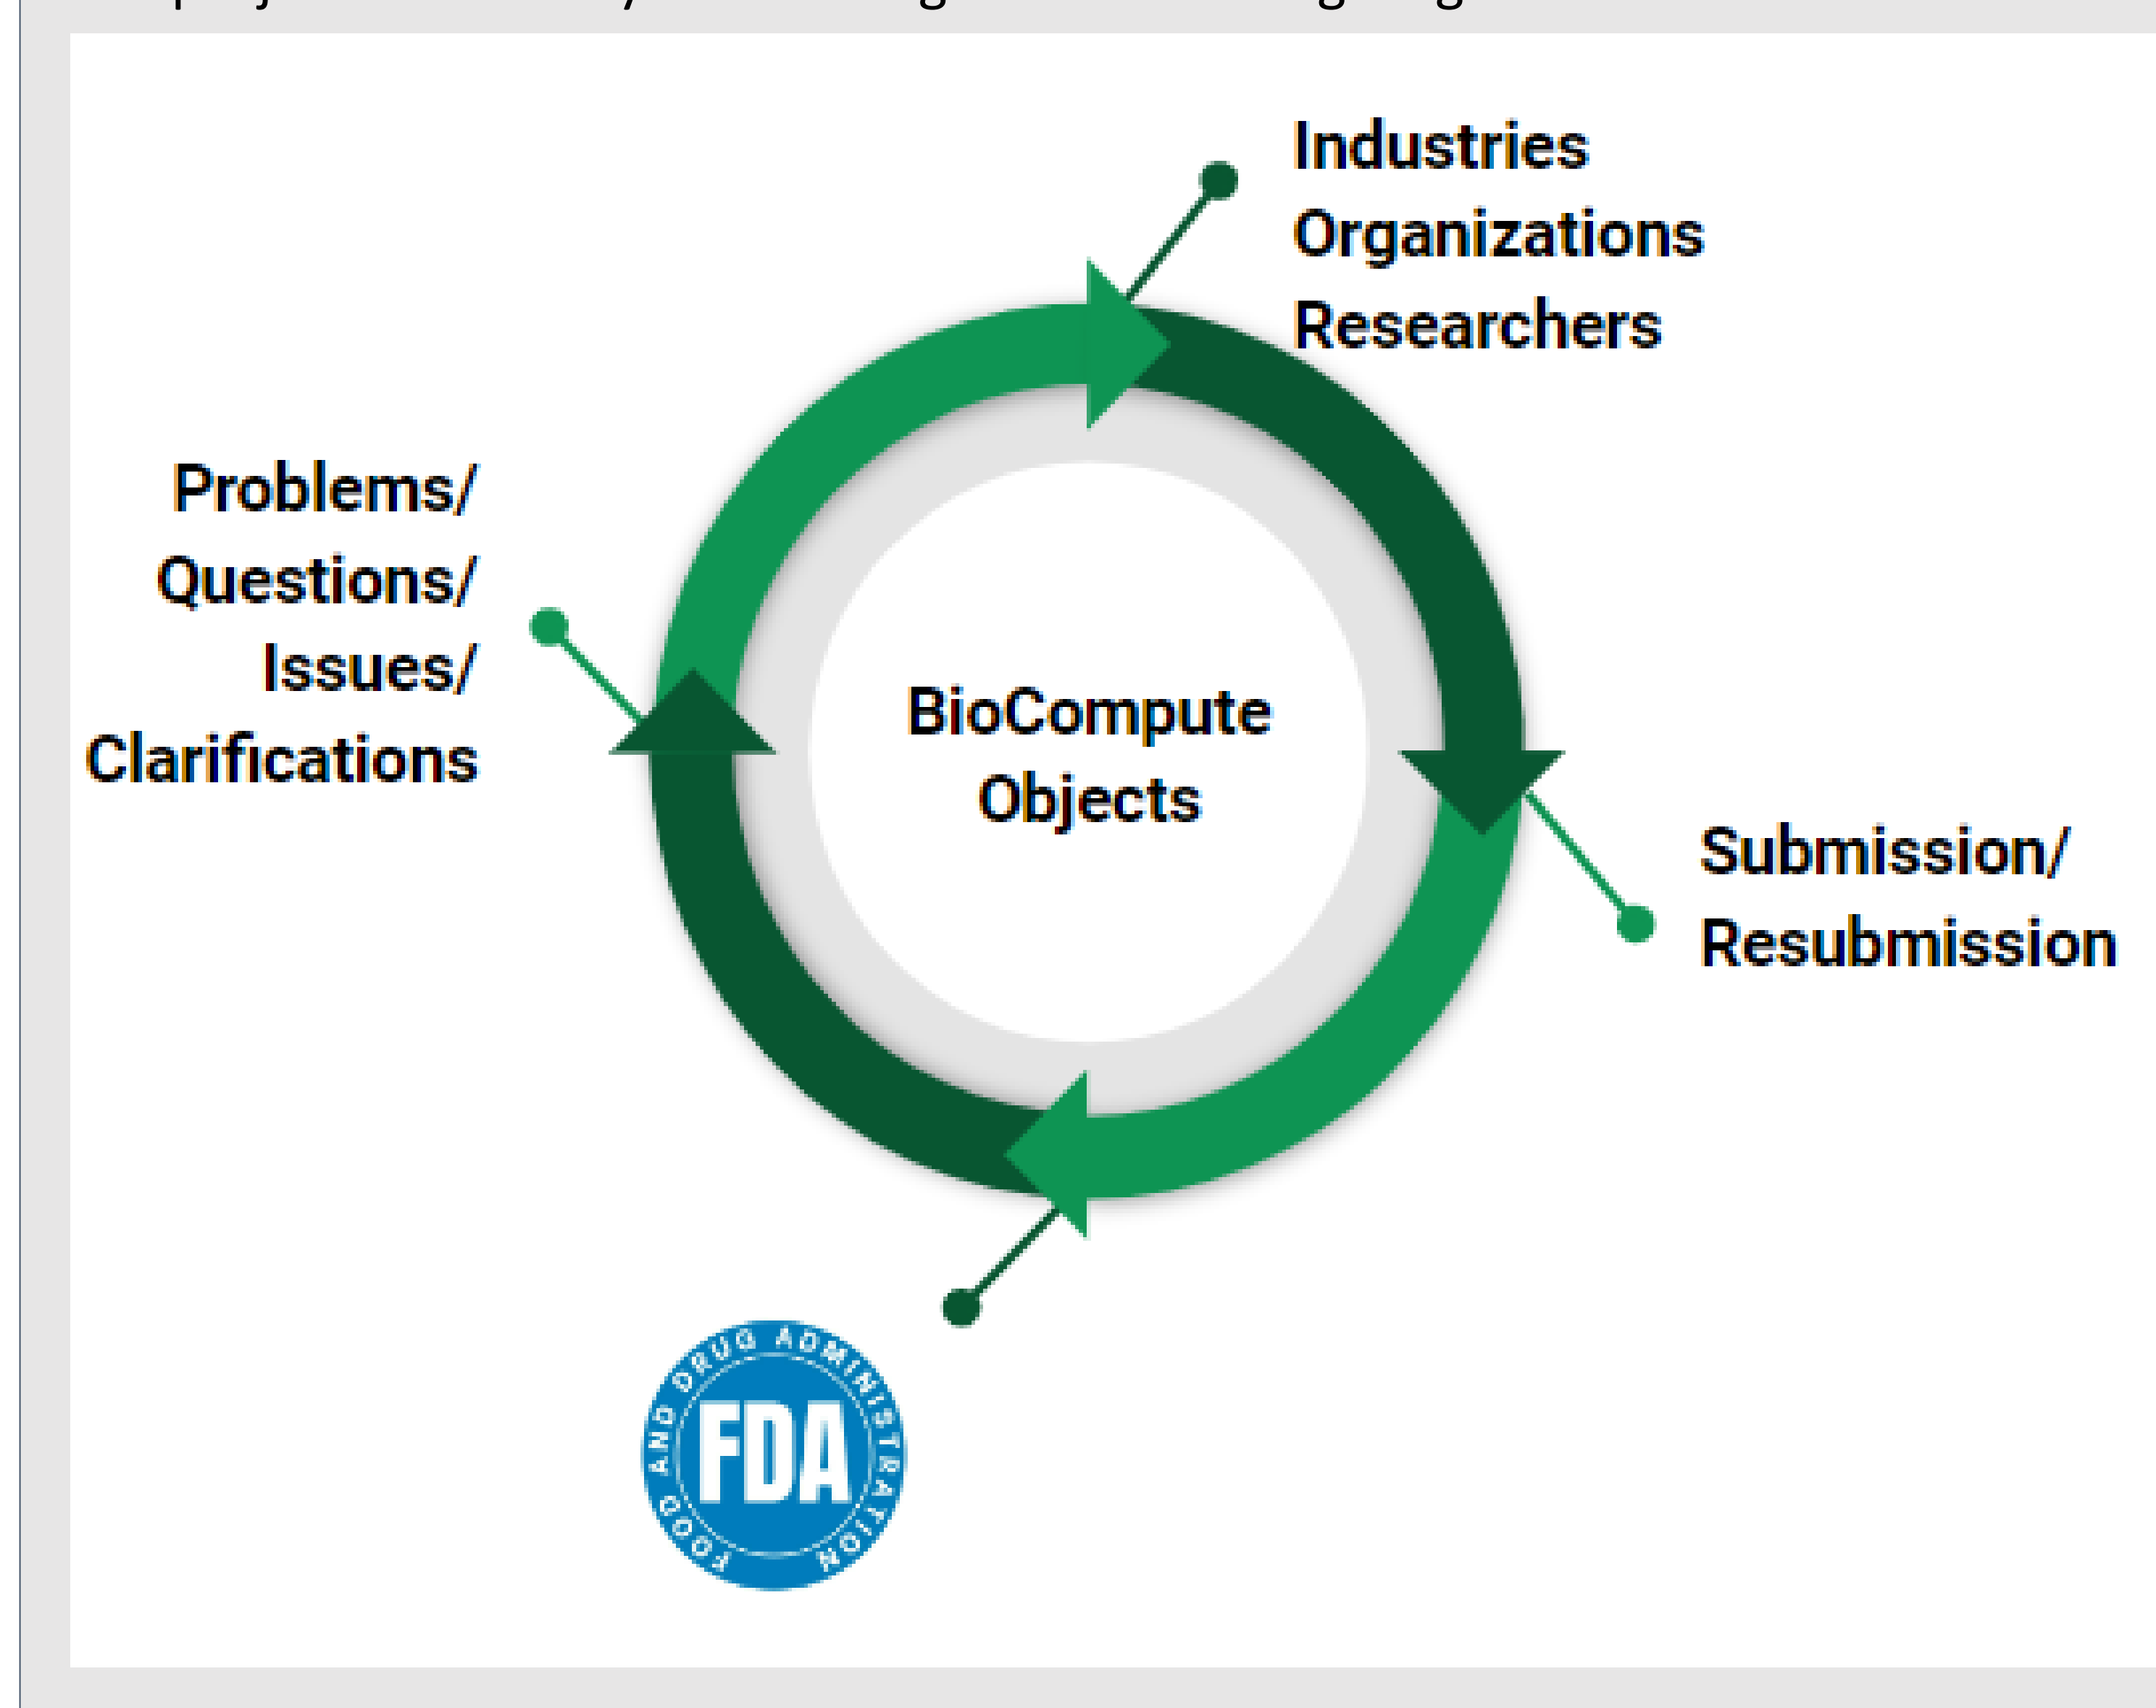 Industries
Organizations
Researchers
Problems/
Questions/
Issues/
Clarifications
BioCompute
Objects
Submission/
Resubmission
FOOD AND DRUG ADMINISTRATION
FDA